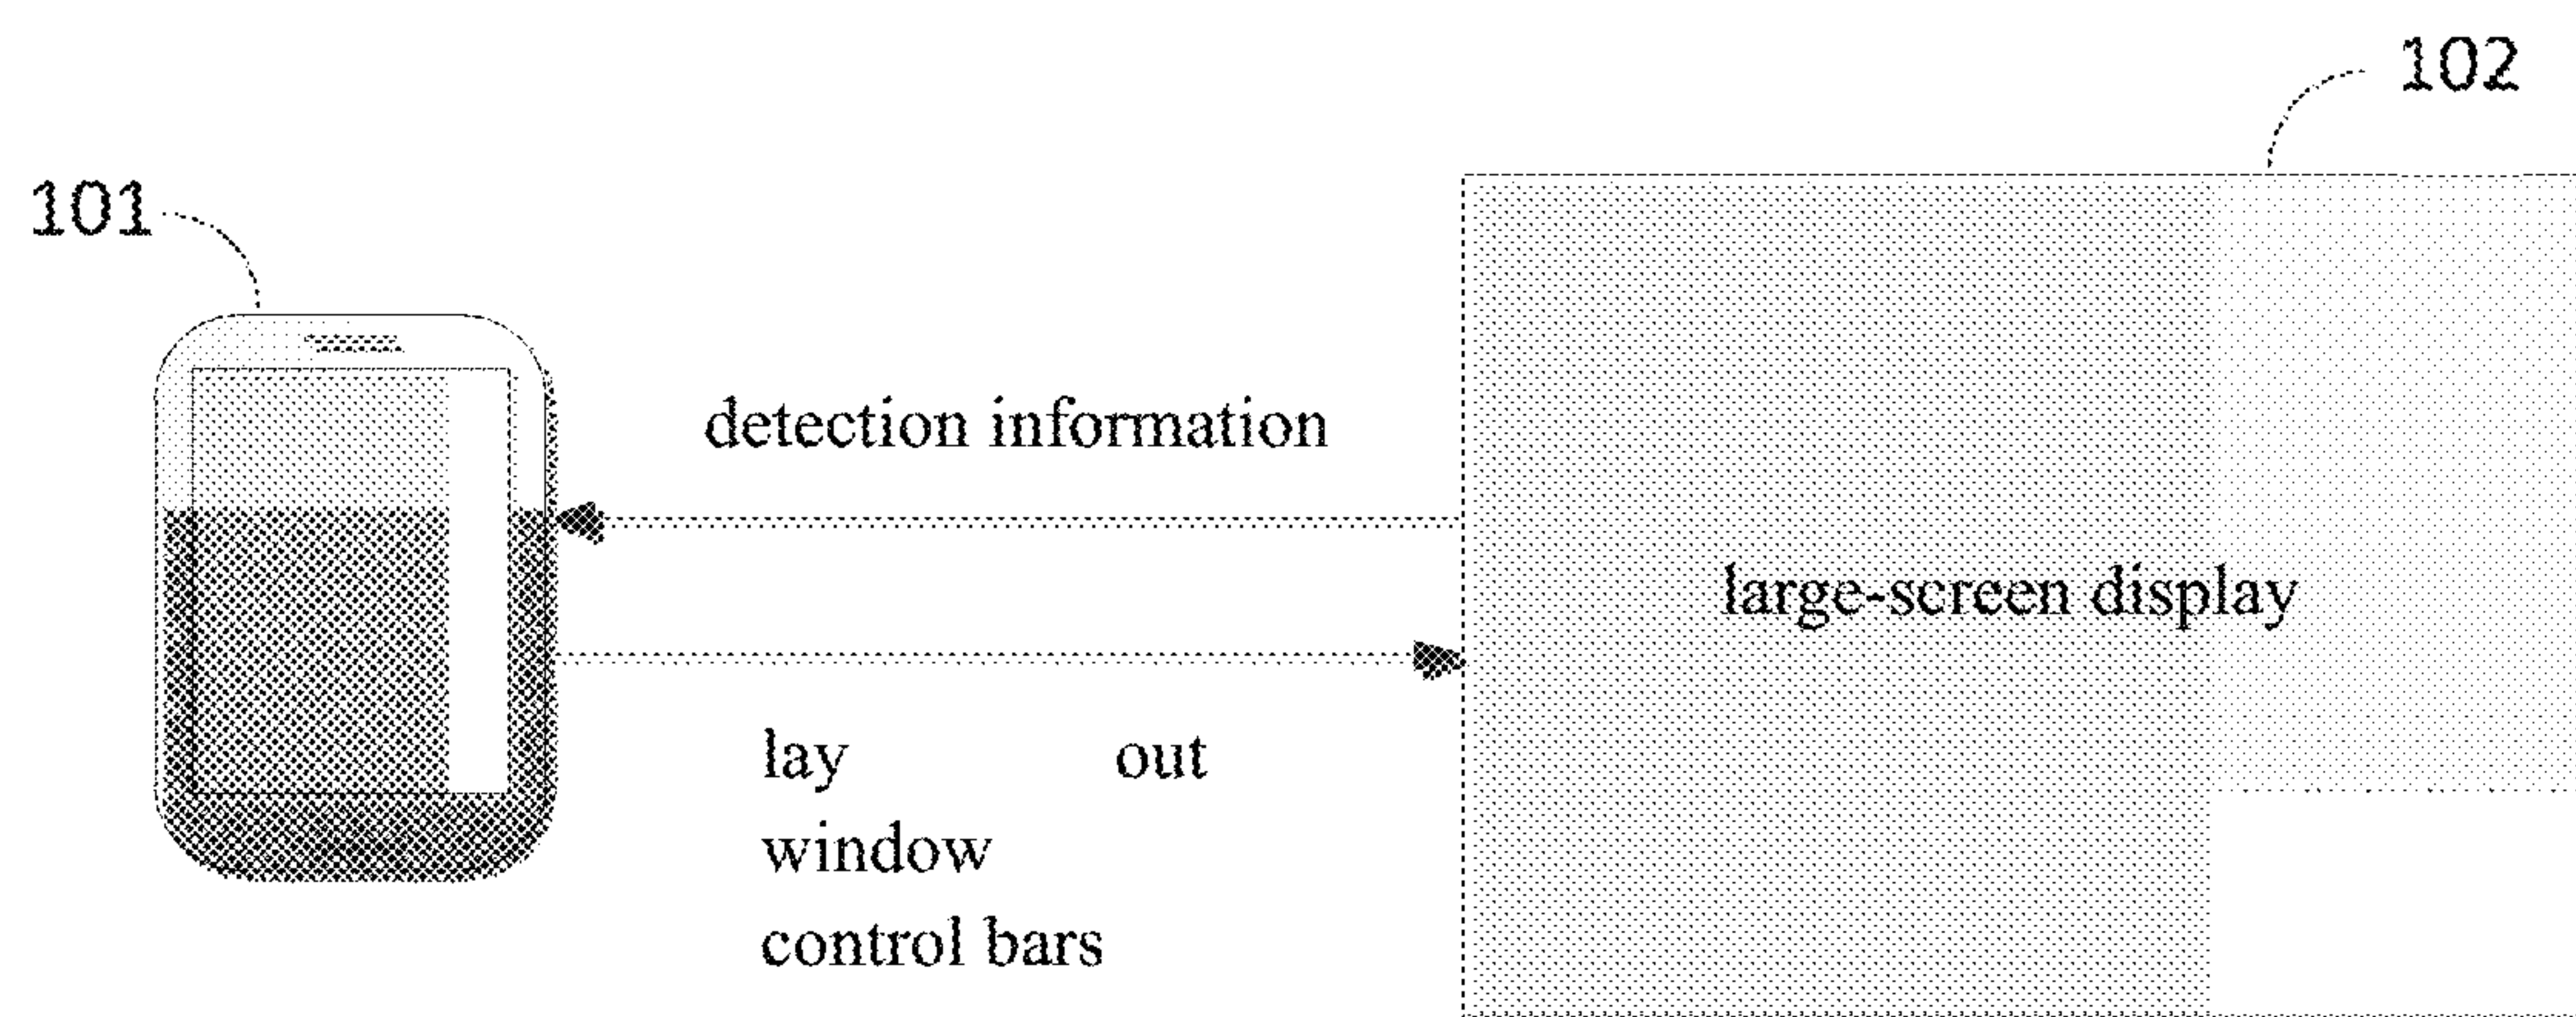 102
101
detection information
large-screen display
lay out
window
control bars